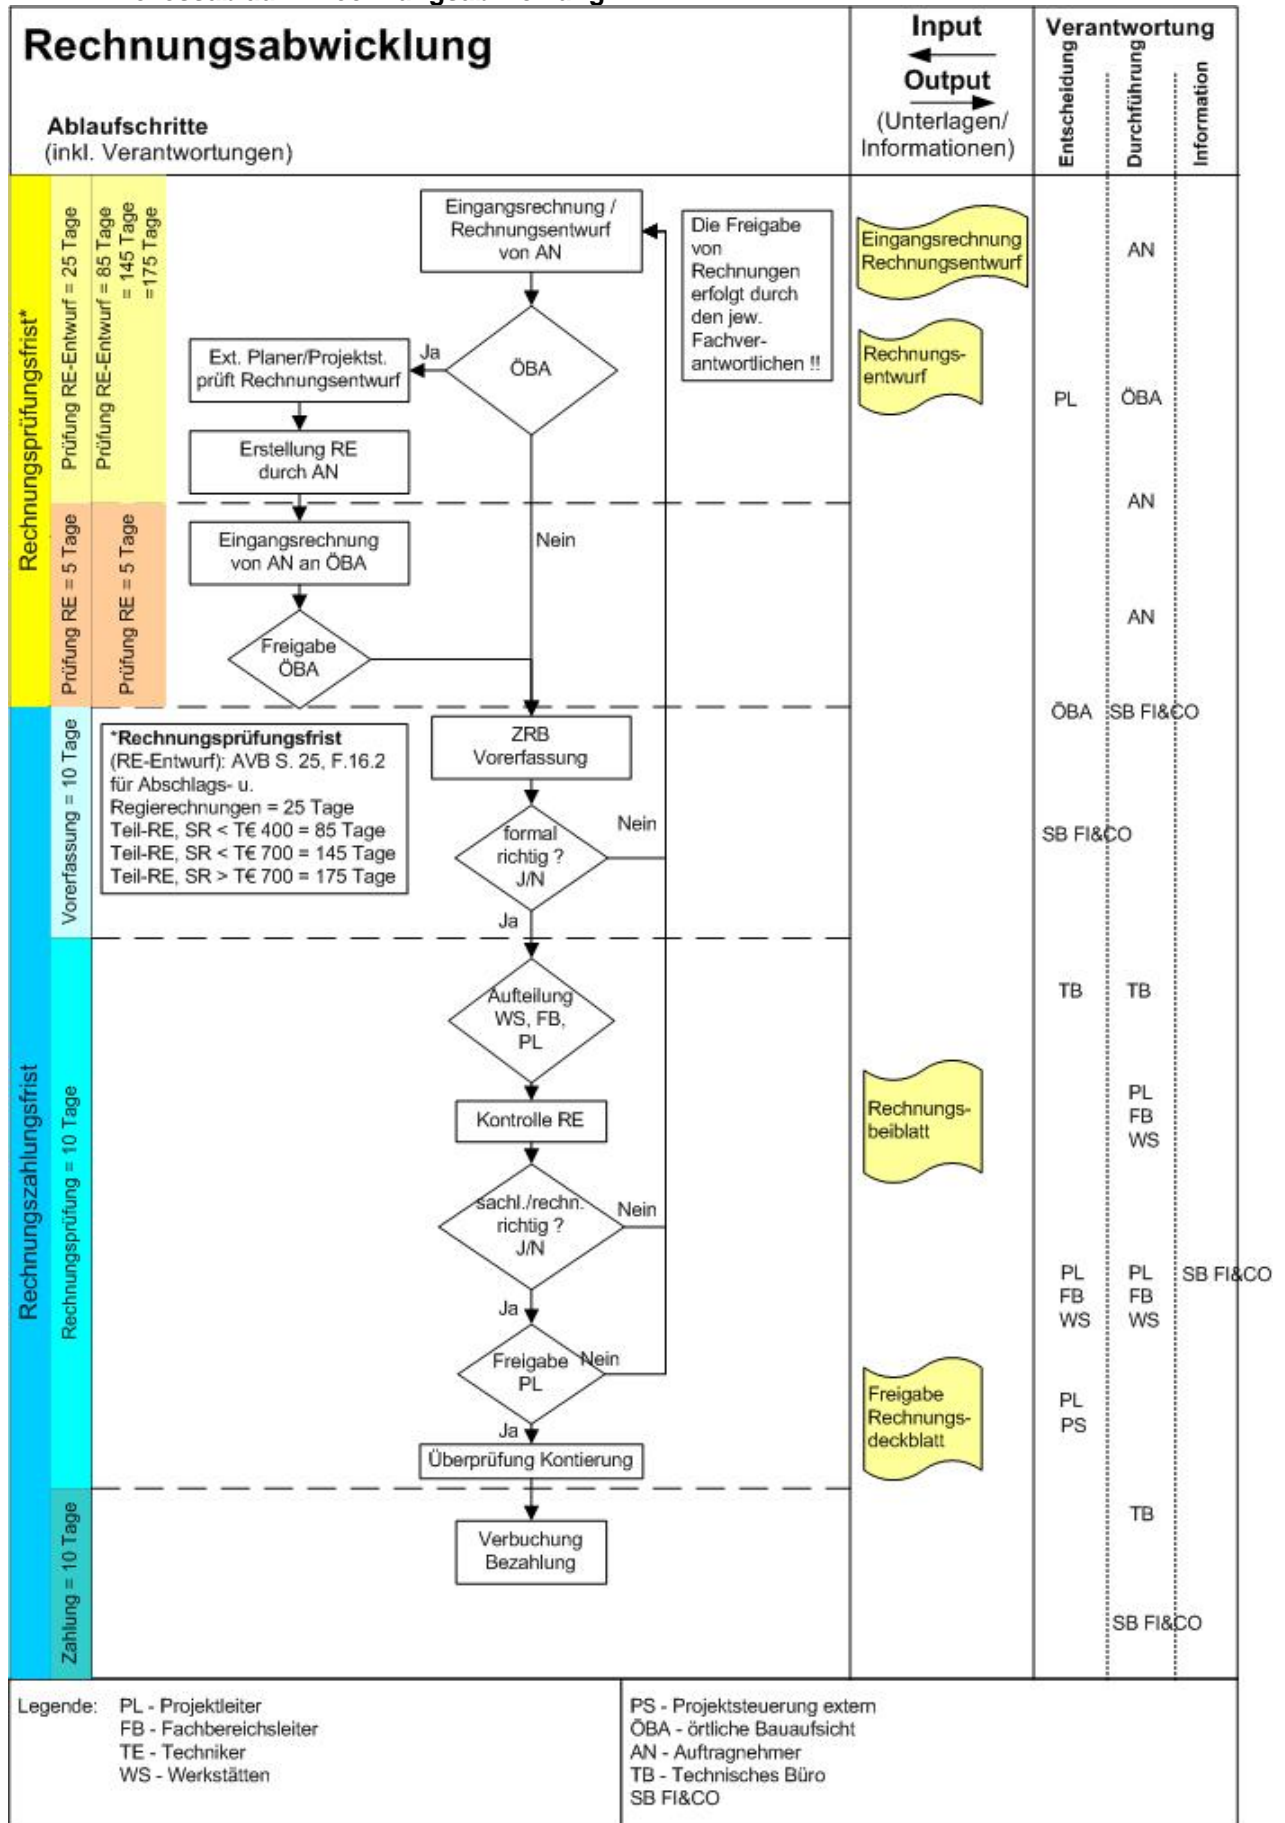 Rechnungsabwicklung
Ablaufschritte
(inkl. Verantwortungen)
Input
Output
(Unterlagen/
Informationen)
Verantwortung
Entscheidung
Durchführung
Information
Rechnungsprüfungsfrist*
Prüfung RE-Entwurf = 25 Tage
Prüfung RE-Entwurf = 85 Tage
= 145 Tage
=175 Tage
Prüfung RE = 5 Tage
Prüfung RE = 5 Tage
Eingangsrechnung /
Rechnungsentwurf
von AN
Die Freigabe
von
Rechnungen
erfolgt durch
den jew.
Fachver-
antwortlichen !!
Eingangsrechnung
Rechnungsentwurf
AN
Ext. Planer/Projektst.
prüft Rechnungsentwurf
Ja
ÖBA
Rechnungs-
entwurf
PL
ÖBA
Erstellung RE
durch AN
AN
Eingangsrechnung
von AN an ÖBA
Nein
AN
Freigabe
ÖBA
ÖBA
SB FI&CO
Rechnungszahlungsfrist
Vorerfassung = 10 Tage
*Rechnungsprüfungsfrist
(RE-Entwurf): AVB S. 25, F.16.2
für Abschlags- u.
Regierechnungen = 25 Tage
Teil-RE, SR < T€ 400 = 85 Tage
Teil-RE, SR < T€ 700 = 145 Tage
Teil-RE, SR > T€ 700 = 175 Tage
ZRB
Vorerfassung
formal
richtig ?
J/N
Nein
Ja
SB FI&CO
Rechnungsprüfung = 10 Tage
Aufteilung
WS, FB,
PL
TB
TB
Kontrolle RE
Rechnungs-
beiblatt
PL
FB
WS
sachl./rechn.
richtig ?
J/N
Nein
Ja
PL
FB
WS
PL
FB
WS
SB FI&CO
Freigabe
PL
Nein
Ja
Freigabe
Rechnungs-
deckblatt
PL
PS
Überprüfung Kontierung
TB
Zahlung = 10 Tage
Verbuchung
Bezahlung
SB FI&CO
Legende:
PL - Projektleiter
FB - Fachbereichsleiter
TE - Techniker
WS - Werkstätten
PS - Projektsteuerung extern
ÖBA - örtliche Bauaufsicht
AN - Auftragnehmer
TB - Technisches Büro
SB FI&CO